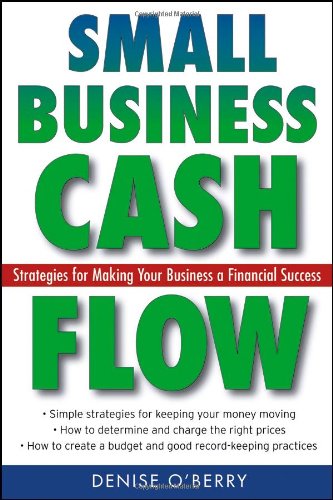 SMALL
BUSINESS
CASH
Strategies for Making Your Business a Financial Success
FLOW
• Simple strategies for keeping your money moving
• How to determine and charge the right prices
• How to create a budget and good record-keeping practices
DENISE O'BERRY